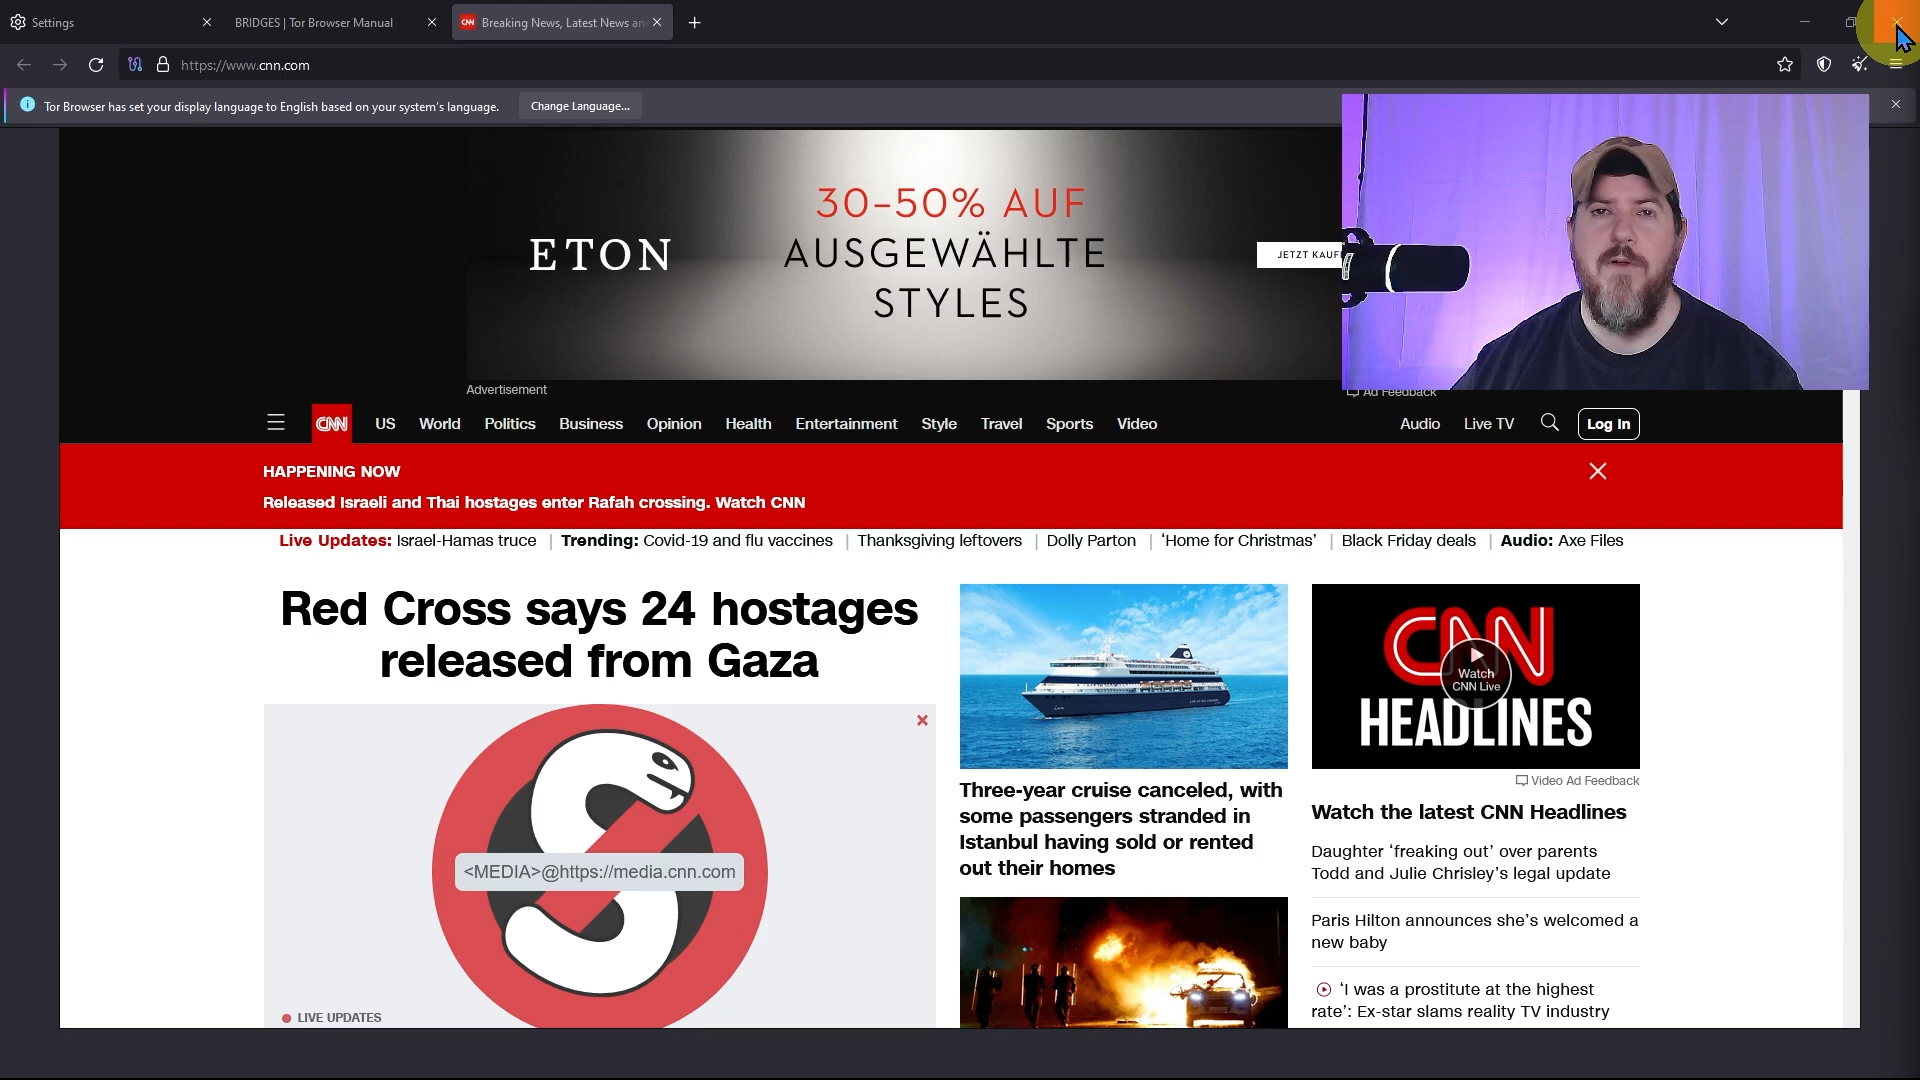 Settings
BRIDGES | Tor Browser Manual
CNN
Breaking News, Latest News an
https://www.cnn.com
Tor Browser has set your display language to English based on your system's language.
Change Language...
ETON
30–50% AUF
AUSGEWÄHLTE
STYLES
JETZT KAUF
Advertisement
Ad Feedback
CNN
US
World
Politics
Business
Opinion
Health
Entertainment
Style
Travel
Sports
Video
Audio
Live TV
Log In
HAPPENING NOW
Released Israeli and Thai hostages enter Rafah crossing. Watch CNN
Live Updates: Israel-Hamas truce | Trending: Covid-19 and flu vaccines | Thanksgiving leftovers | Dolly Parton | ‘Home for Christmas’ | Black Friday deals | Audio: Axe Files
Red Cross says 24 hostages
released from Gaza
<MEDIA>@https://media.cnn.com
LIVE UPDATES
Three-year cruise canceled, with
some passengers stranded in
Istanbul having sold or rented
out their homes
CNN
Watch
CNN Live
HEADLINES
Video Ad Feedback
Watch the latest CNN Headlines
Daughter ‘freaking out’ over parents
Todd and Julie Chrisley’s legal update
Paris Hilton announces she’s welcomed a
new baby
‘I was a prostitute at the highest
rate’: Ex-star slams reality TV industry